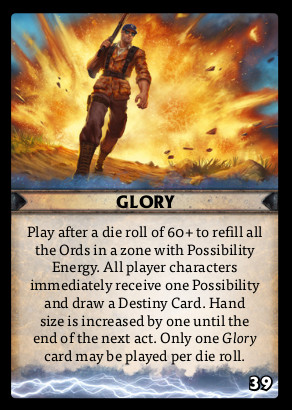 GLORY
Play after a die roll of 60+ to refill all
the Ords in a zone with Possibility
Energy. All player characters
immediately receive one Possibility
and draw a Destiny Card. Hand
size is increased by one until the
end of the next act. Only one Glory
card may be played per die roll.
39